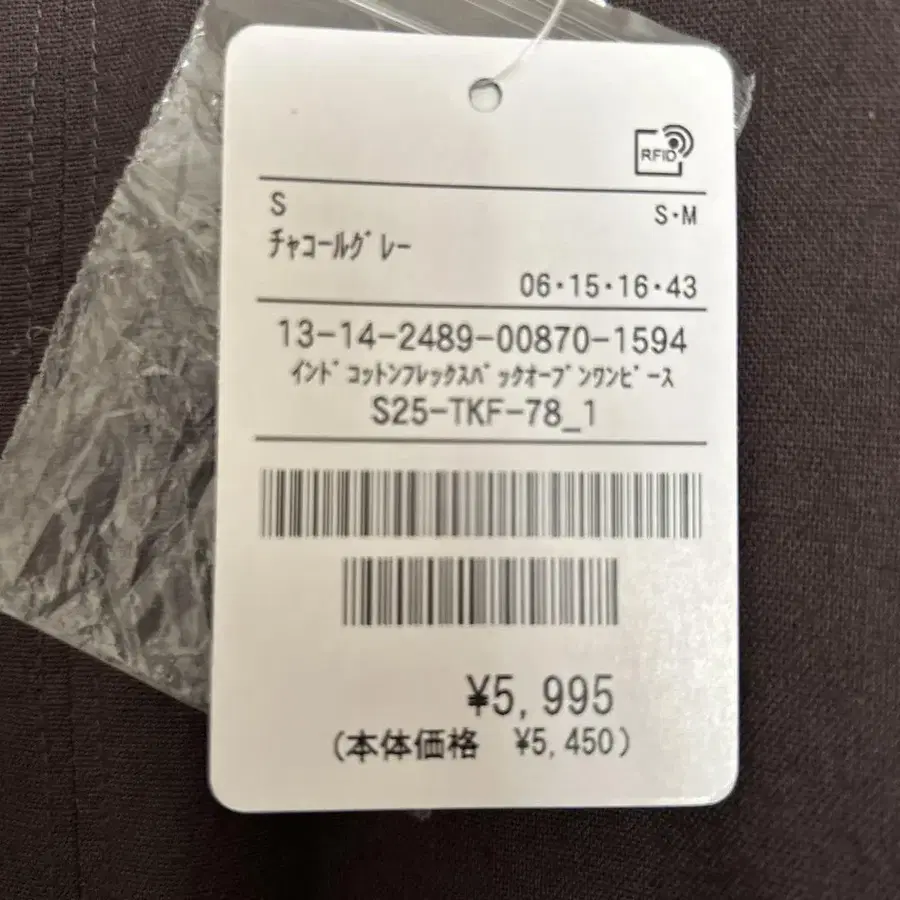 RFID
S S・M
ﾁｬｺｰﾙｸﾞﾚｰ
06・15・16・43
13-14-2489-00870-1594
ｲﾝﾄﾞｺｯﾄﾝﾌﾚｯｸｽﾊﾞｯｸｵｰﾌﾟﾝﾜﾝﾋﾟｰｽ
S25-TKF-78_1
¥5,995
(本体価格 ¥5,450)